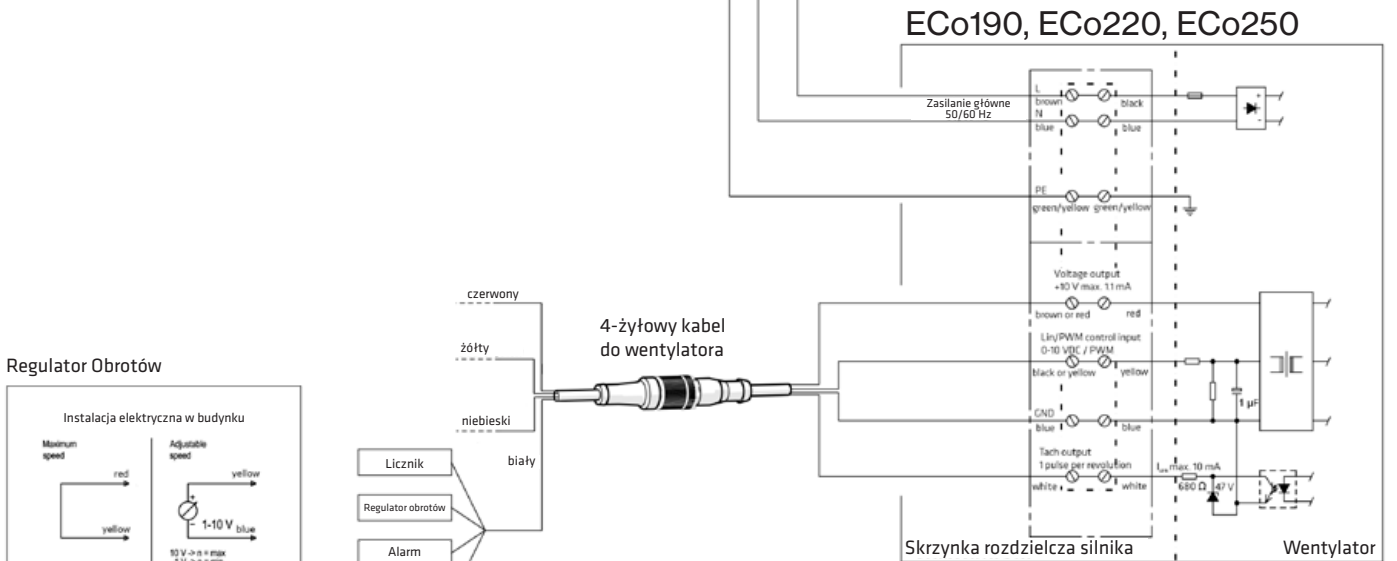 ECo190, ECo220, ECo250
Zasilanie główne
50/60 Hz
L
brown
black
N
blue
blue
PE
green/yellow
green/yellow
Voltage output
+10 V max. 1.1 mA
brown or red
red
Lin/PWM control input
0-10 VDC / PWM
black or yellow
yellow
1 µF
GND
blue
blue
Tach output
1 pulse per revolution
white
white
max. 10 mA
680 Ω
47 V
Skrzynka rozdzielcza silnika
Wentylator
czerwony
żółty
niebieski
biały
4-żyłowy kabel
do wentylatora
Licznik
Regulator obrotów
Alarm
Regulator Obrotów
Instalacja elektryczna w budynku
Maximum
speed
red
yellow
Adjustable
speed
yellow
+
- 1-10 V
blue
10 V -> n = max